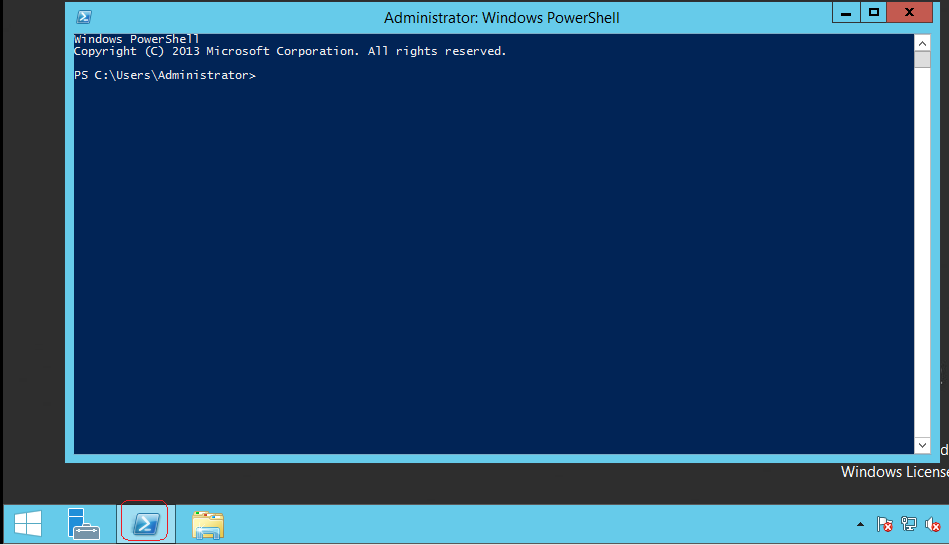 Administrator: Windows PowerShell
Windows PowerShell
Copyright (C) 2013 Microsoft Corporation. All rights reserved.
PS C:\Users\Administrator>
Windows License